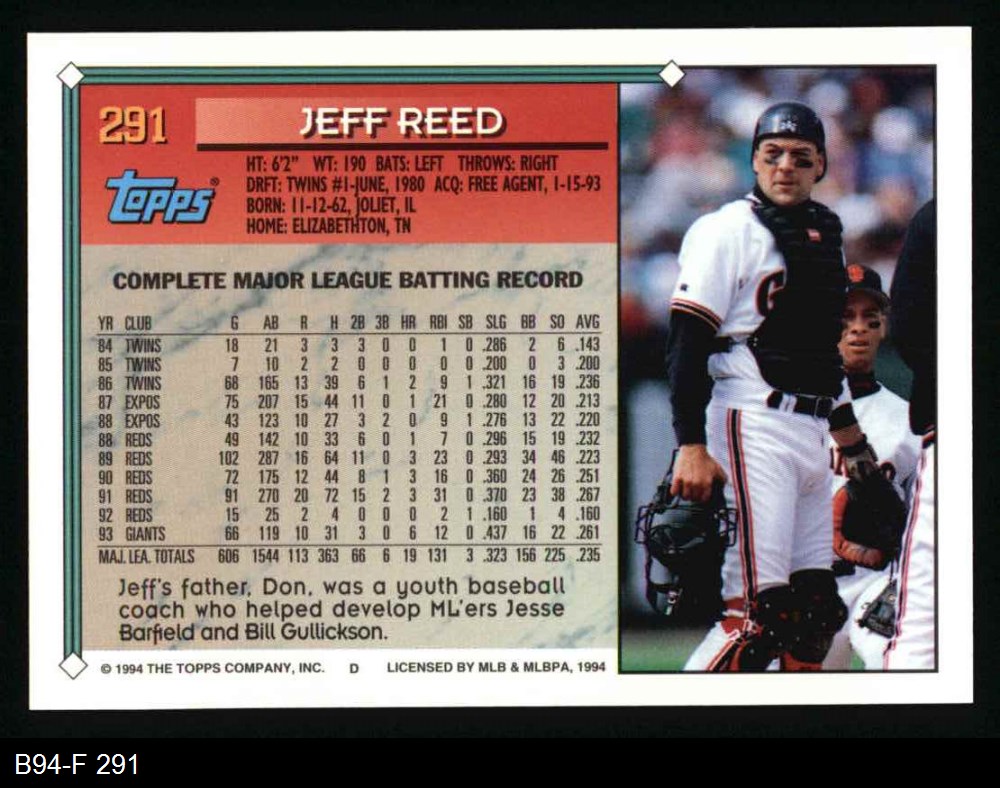 291
JEFF REED
topps®
HT: 6'2" WT: 190 BATS: LEFT THROWS: RIGHT
DRFT: TWINS #1-JUNE, 1980 ACQ: FREE AGENT, 1-15-93
BORN: 11-12-62, JOLIET, IL
HOME: ELIZABETHTON, TN
COMPLETE MAJOR LEAGUE BATTING RECORD
YR CLUB G AB R H 2B 3B HR RBI SB SLG BB SO AVG
84 TWINS 18 21 3 3 3 0 0 1 0 .286 2 6 .143
85 TWINS 7 10 2 2 0 0 0 0 0 .200 0 3 .200
86 TWINS 68 165 13 39 6 1 2 9 1 .321 16 19 .236
87 EXPOS 75 207 15 44 11 0 1 21 0 .280 12 20 .213
88 EXPOS 43 123 10 27 3 2 0 9 1 .276 13 22 .220
88 REDS 49 142 10 33 6 0 1 7 0 .296 15 19 .232
89 REDS 102 287 16 64 11 0 3 23 0 .293 34 46 .223
90 REDS 72 175 12 44 8 1 3 16 0 .360 24 26 .251
91 REDS 91 270 20 72 15 2 3 31 0 .370 23 38 .267
92 REDS 15 25 2 4 0 0 0 2 1 .160 1 4 .160
93 GIANTS 66 119 10 31 3 0 6 12 0 .437 16 22 .261
MAJ. LEA. TOTALS 606 1544 113 363 66 6 19 131 3 .323 156 225 .235
Jeff's father, Don, was a youth baseball
coach who helped develop ML'ers Jesse
Barfield and Bill Gullickson.
© 1994 THE TOPPS COMPANY, INC. D LICENSED BY MLB & MLBPA, 1994
B94-F 291